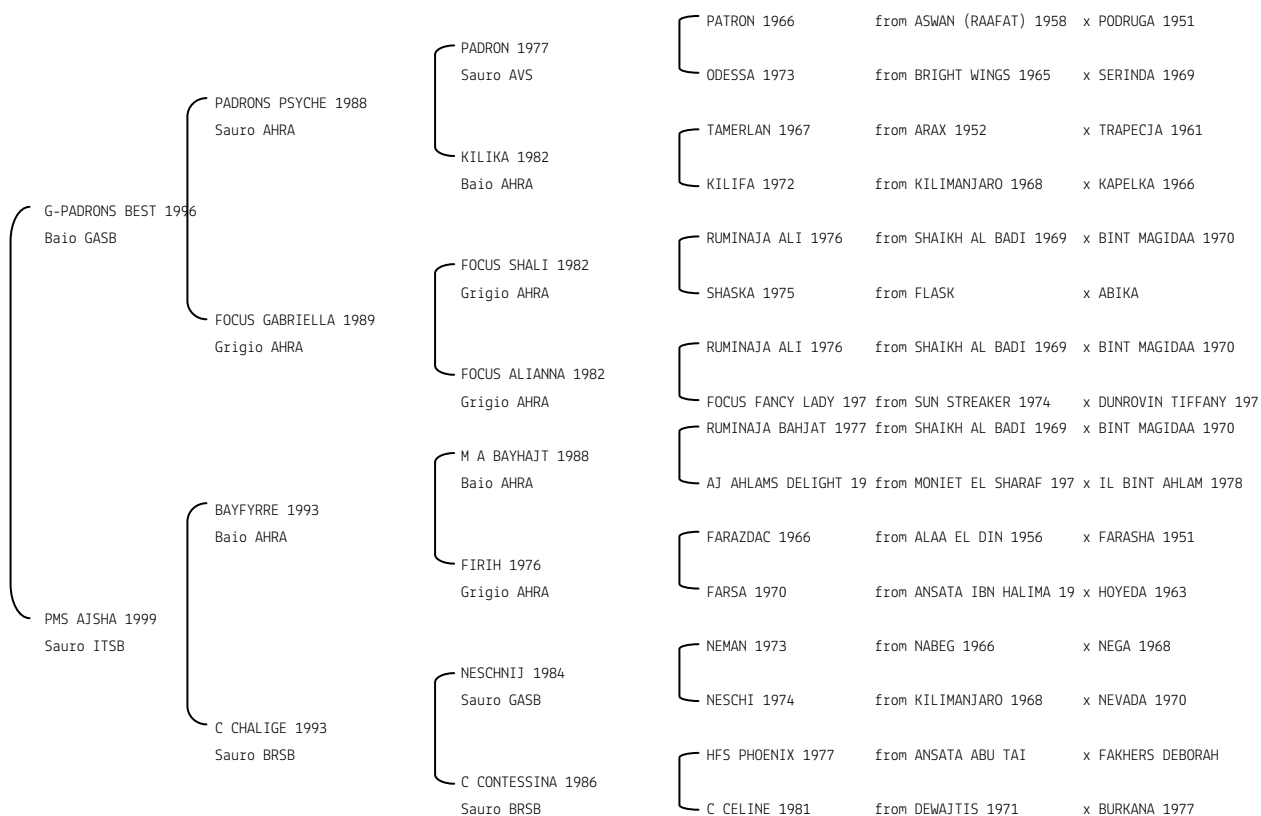 PATRON 1966 from ASWAN (RAAFAT) 1958 x PODRUGA 1951
PADRON 1977
Sauro AVS
ODESSA 1973 from BRIGHT WINGS 1965 x SERINDA 1969
PADRONS PSYCHE 1988
Sauro AHRA
TAMERLAN 1967 from ARAX 1952 x TRAPECJA 1961
KILIKA 1982
Baio AHRA
KILIFA 1972 from KILIMANJARO 1968 x KAPELKA 1966
G-PADRONS BEST 1996
Baio GASB
RUMINAJA ALI 1976 from SHAIKH AL BADI 1969 x BINT MAGIDAA 1970
FOCUS SHALI 1982
Grigio AHRA
SHASKA 1975 from FLASK x ABIKA
FOCUS GABRIELLA 1989
Grigio AHRA
RUMINAJA ALI 1976 from SHAIKH AL BADI 1969 x BINT MAGIDAA 1970
FOCUS ALIANNA 1982
Grigio AHRA
FOCUS FANCY LADY 197 from SUN STREAKER 1974 x DUNROVIN TIFFANY 197
RUMINAJA BAHJAT 1977 from SHAIKH AL BADI 1969 x BINT MAGIDAA 1970
M A BAYHAJT 1988
Baio AHRA
AJ AHLAMS DELIGHT 19 from MONIET EL SHARAF 197 x IL BINT AHLAM 1978
BAYFYRRE 1993
Baio AHRA
FARAZDAC 1966 from ALAA EL DIN 1956 x FARASHA 1951
FIRIH 1976
Grigio AHRA
FARSA 1970 from ANSATA IBN HALIMA 19 x HOYEDA 1963
PMS AJSHA 1999
Sauro ITSB
NEMAN 1973 from NABEG 1966 x NEGA 1968
NESCHNIJ 1984
Sauro GASB
NESCHI 1974 from KILIMANJARO 1968 x NEVADA 1970
C CHALIGE 1993
Sauro BRSB
HFS PHOENIX 1977 from ANSATA ABU TAI x FAKHERS DEBORAH
C CONTESSINA 1986
Sauro BRSB
C CELINE 1981 from DEWAJTIS 1971 x BURKANA 1977